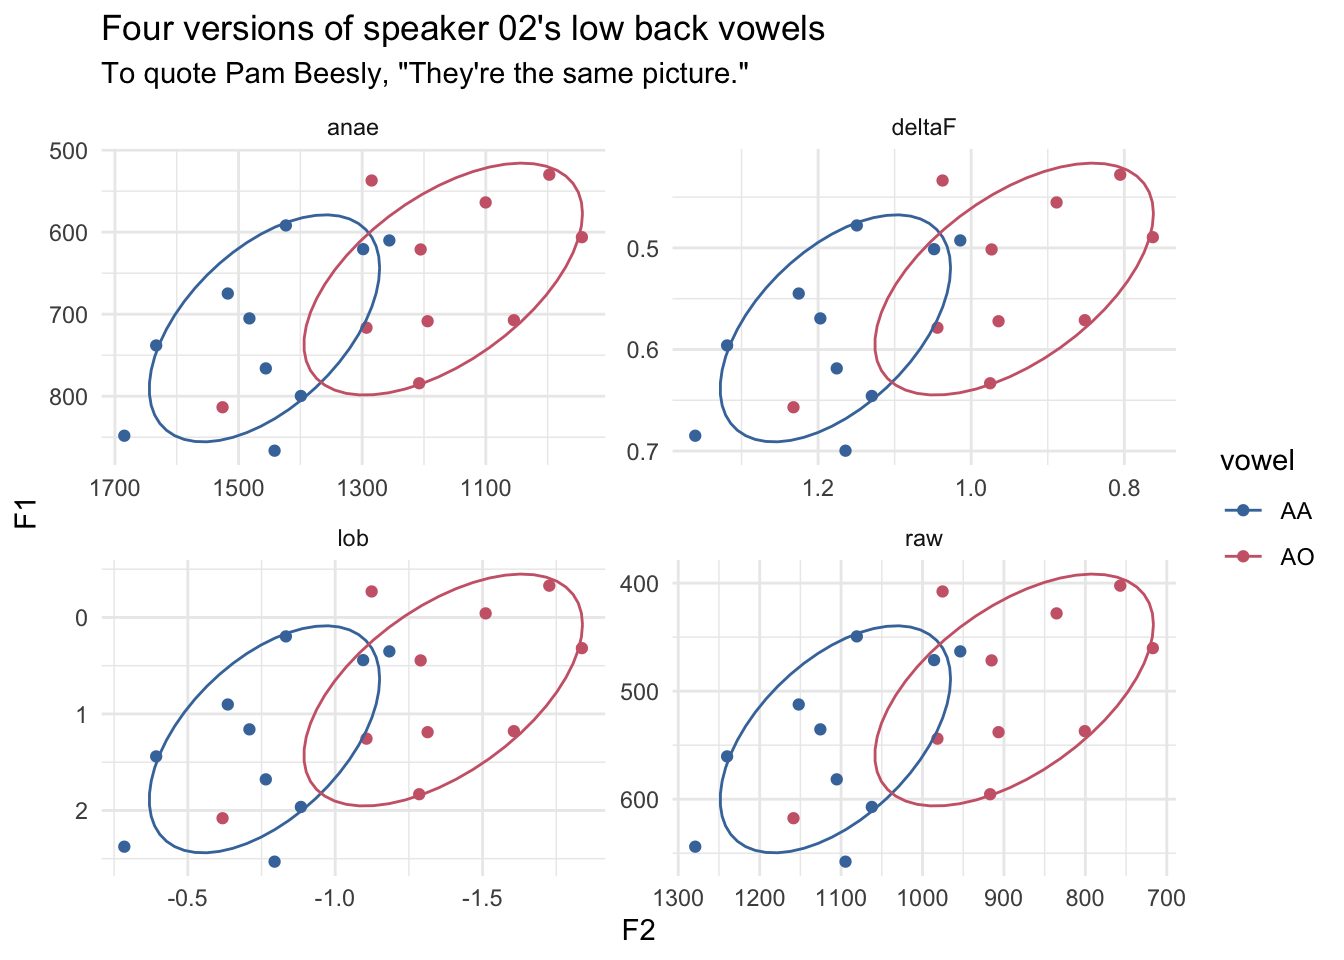 Four versions of speaker 02's low back vowels
To quote Pam Beesly, "They're the same picture."
anae
500
600
700
800
1700 1500 1300 1100
deltaF
0.5
0.6
0.7
1.2 1.0 0.8
lob
0
1
2
-0.5 -1.0 -1.5
raw
400
500
600
1300 1200 1100 1000 900 800 700
F1
F2
vowel
AA
AO